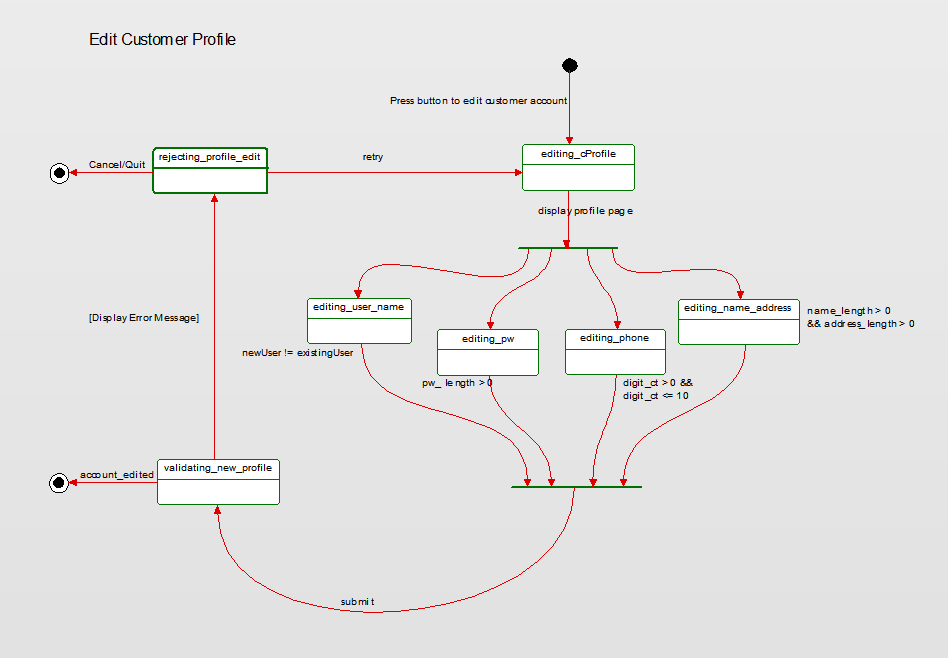 Edit Customer Profile
Press button to edit customer account
rejecting_profile_edit
editing_cProfile
Cancel/Quit
retry
display profile page
editing_user_name
editing_name_address
name_length > 0
&& address_length > 0
[Display Error Message]
editing_pw
editing_phone
newUser != existingUser
pw_ length > 0
digit_ct > 0 &&
digit_ct <= 10
validating_new_profile
account_edited
submit